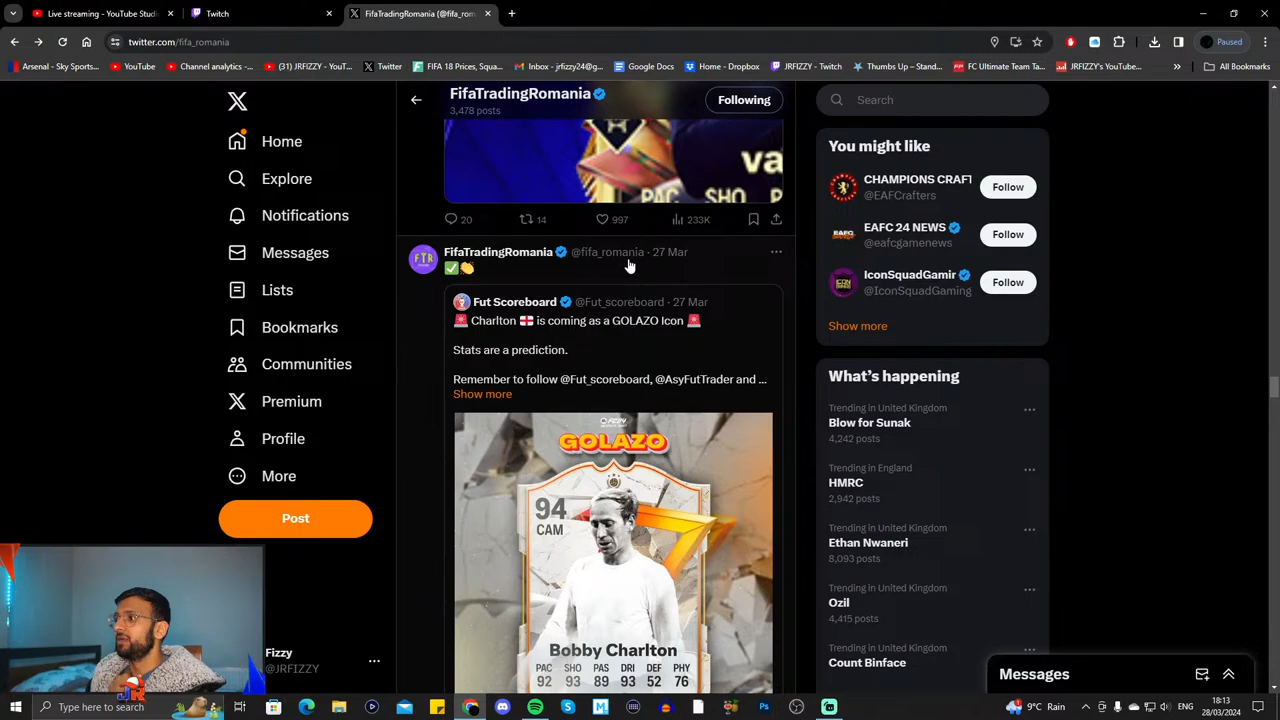 Live streaming - YouTube Studi
Twitch
FifaTradingRomania (@fifa_rom
twitter.com/fifa_romania
Paused
Arsenal - Sky Sports...
YouTube
Channel analytics -...
(31) JRFIZZY - YouT...
Twitter
FIFA 18 Prices, Squa...
Inbox - jrfizzy24@g...
Google Docs
Home - Dropbox
JRFIZZY - Twitch
Thumbs Up – Stand...
FC Ultimate Team Ta...
JRFIZZY's YouTube...
All Bookmarks
FifaTradingRomania
3,478 posts
Following
va
PAC SHO PAS
20
14
997
233K
FifaTradingRomania @fifa_romania · 27 Mar
FTR
Fut Scoreboard @Fut_scoreboard · 27 Mar
Charlton is coming as a GOLAZO Icon
Stats are a prediction.
Remember to follow @Fut_scoreboard, @AsyFutTrader and ...
Show more
FIZZY
GOLAZO
94
CAM
Bobby Charlton
PAC SHO PAS DRI DEF PHY
92 93 89 93 52 76
Home
Explore
Notifications
Messages
Lists
Bookmarks
Communities
Premium
Profile
More
Post
Fizzy
@JRFIZZY
JR
Search
You might like
CHAMPIONS CRAFT
@EAFCrafters
Follow
EAFC 24 NEWS
@eafcgamenews
Follow
IconSquadGamir
@IconSquadGaming
Follow
Show more
What's happening
Trending in United Kingdom
Blow for Sunak
4,242 posts
Trending in England
HMRC
2,942 posts
Trending in United Kingdom
Ethan Nwaneri
8,093 posts
Trending in United Kingdom
Ozil
4,415 posts
Trending in United Kingdom
Count Binface
Messages
Type here to search
9°C Rain
18:13
28/03/2024